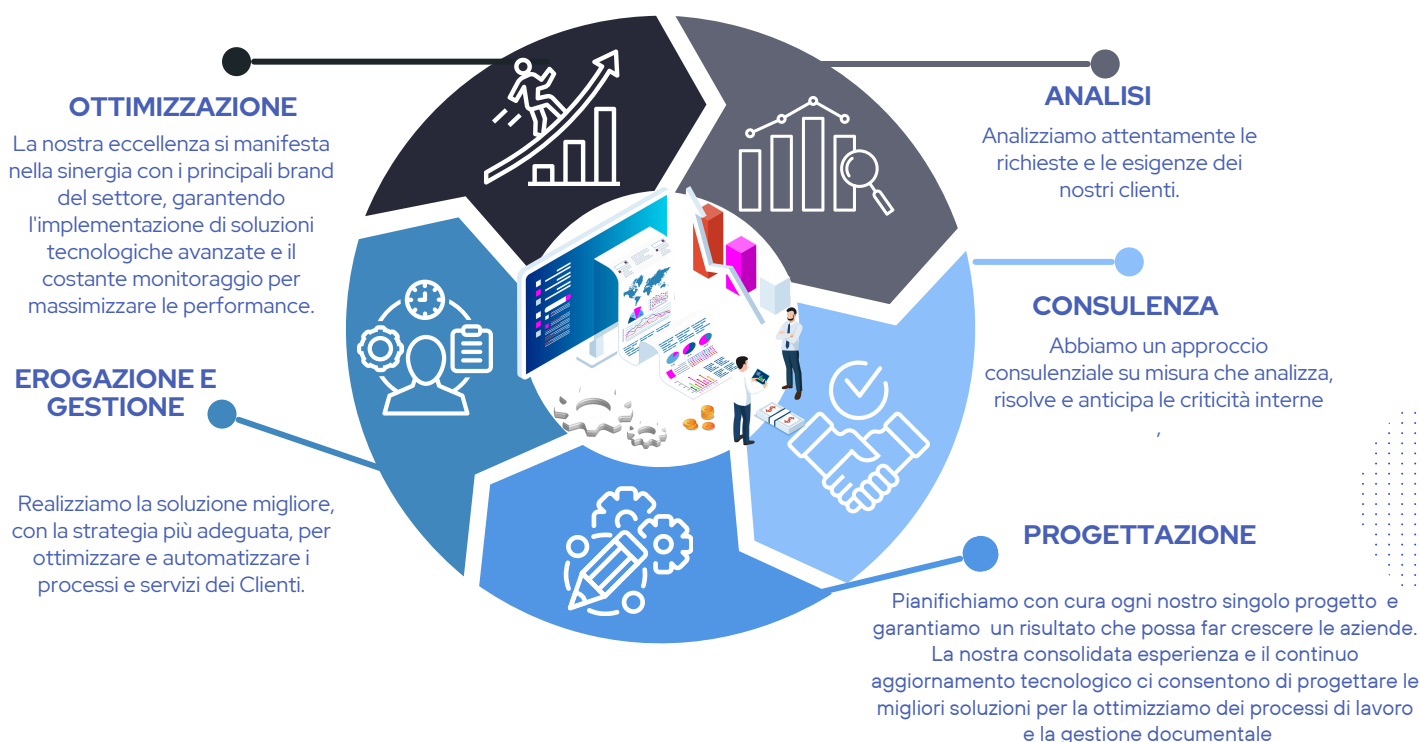 OTTIMIZZAZIONE
La nostra eccellenza si manifesta
nella sinergia con i principali brand
del settore, garantendo
l'implementazione di soluzioni
tecnologiche avanzate e il
costante monitoraggio per
massimizzare le performance.
EROGAZIONE E
GESTIONE
Realizziamo la soluzione migliore,
con la strategia più adeguata, per
ottimizzare e automatizzare i
processi e servizi dei Clienti.
ANALISI
Analizziamo attentamente le
richieste e le esigenze dei
nostri clienti.
CONSULENZA
Abbiamo un approccio
consulenziale su misura che analizza,
risolve e anticipa le criticità interne
,
PROGETTAZIONE
Pianifichiamo con cura ogni nostro singolo progetto e
garantiamo un risultato che possa far crescere le aziende.
La nostra consolidata esperienza e il continuo
aggiornamento tecnologico ci consentono di progettare le
migliori soluzioni per la ottimizziamo dei processi di lavoro
e la gestione documentale